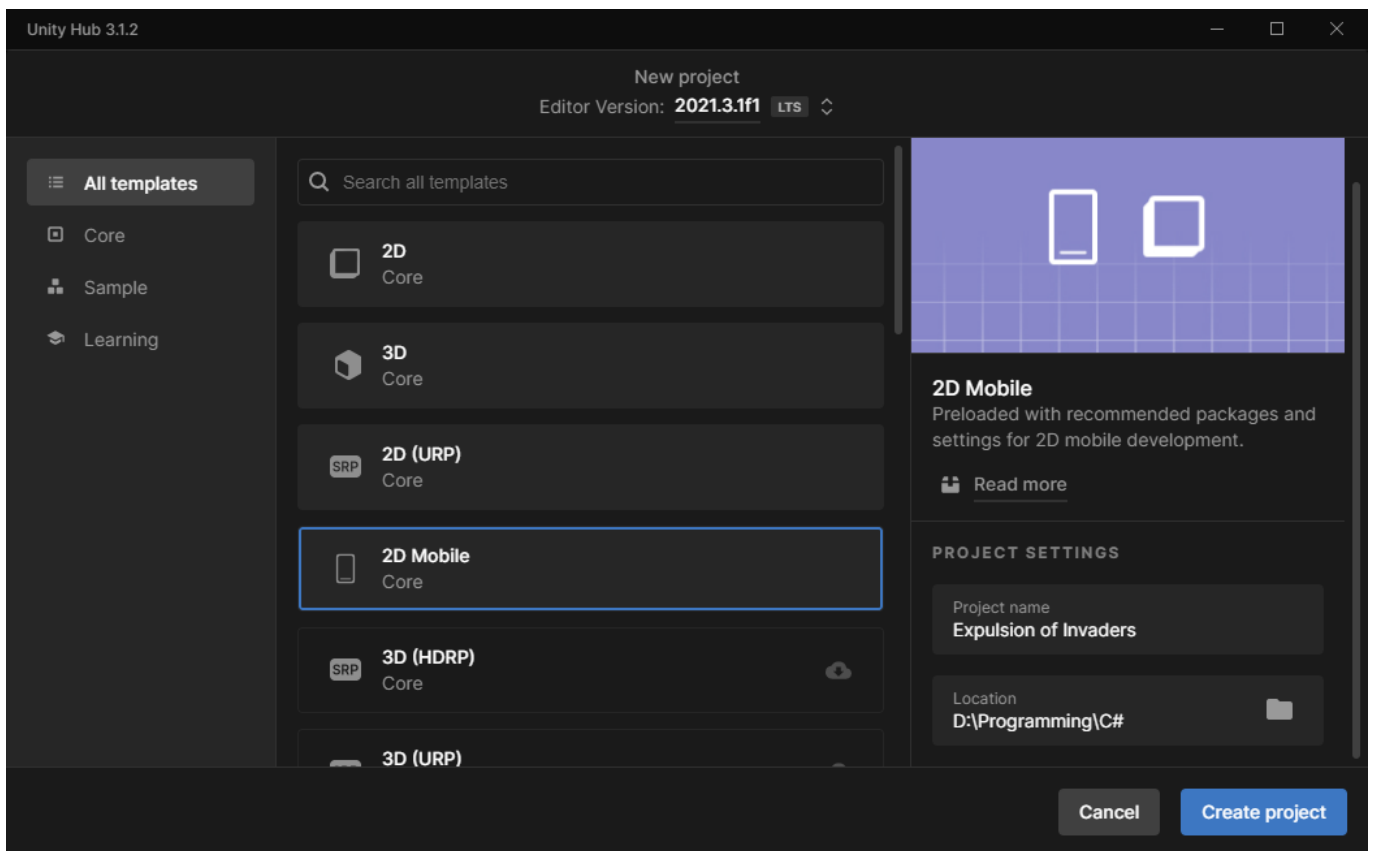 Unity Hub 3.1.2
New project
Editor Version: 2021.3.1f1 LTS
All templates
Core
Sample
Learning
Search all templates
2D
Core
3D
Core
SRP
2D (URP)
Core
2D Mobile
Core
SRP
3D (HDRP)
Core
3D (URP)
2D Mobile
Preloaded with recommended packages and
settings for 2D mobile development.
Read more
PROJECT SETTINGS
Project name
Expulsion of Invaders
Location
D:\Programming\C#
Cancel
Create project